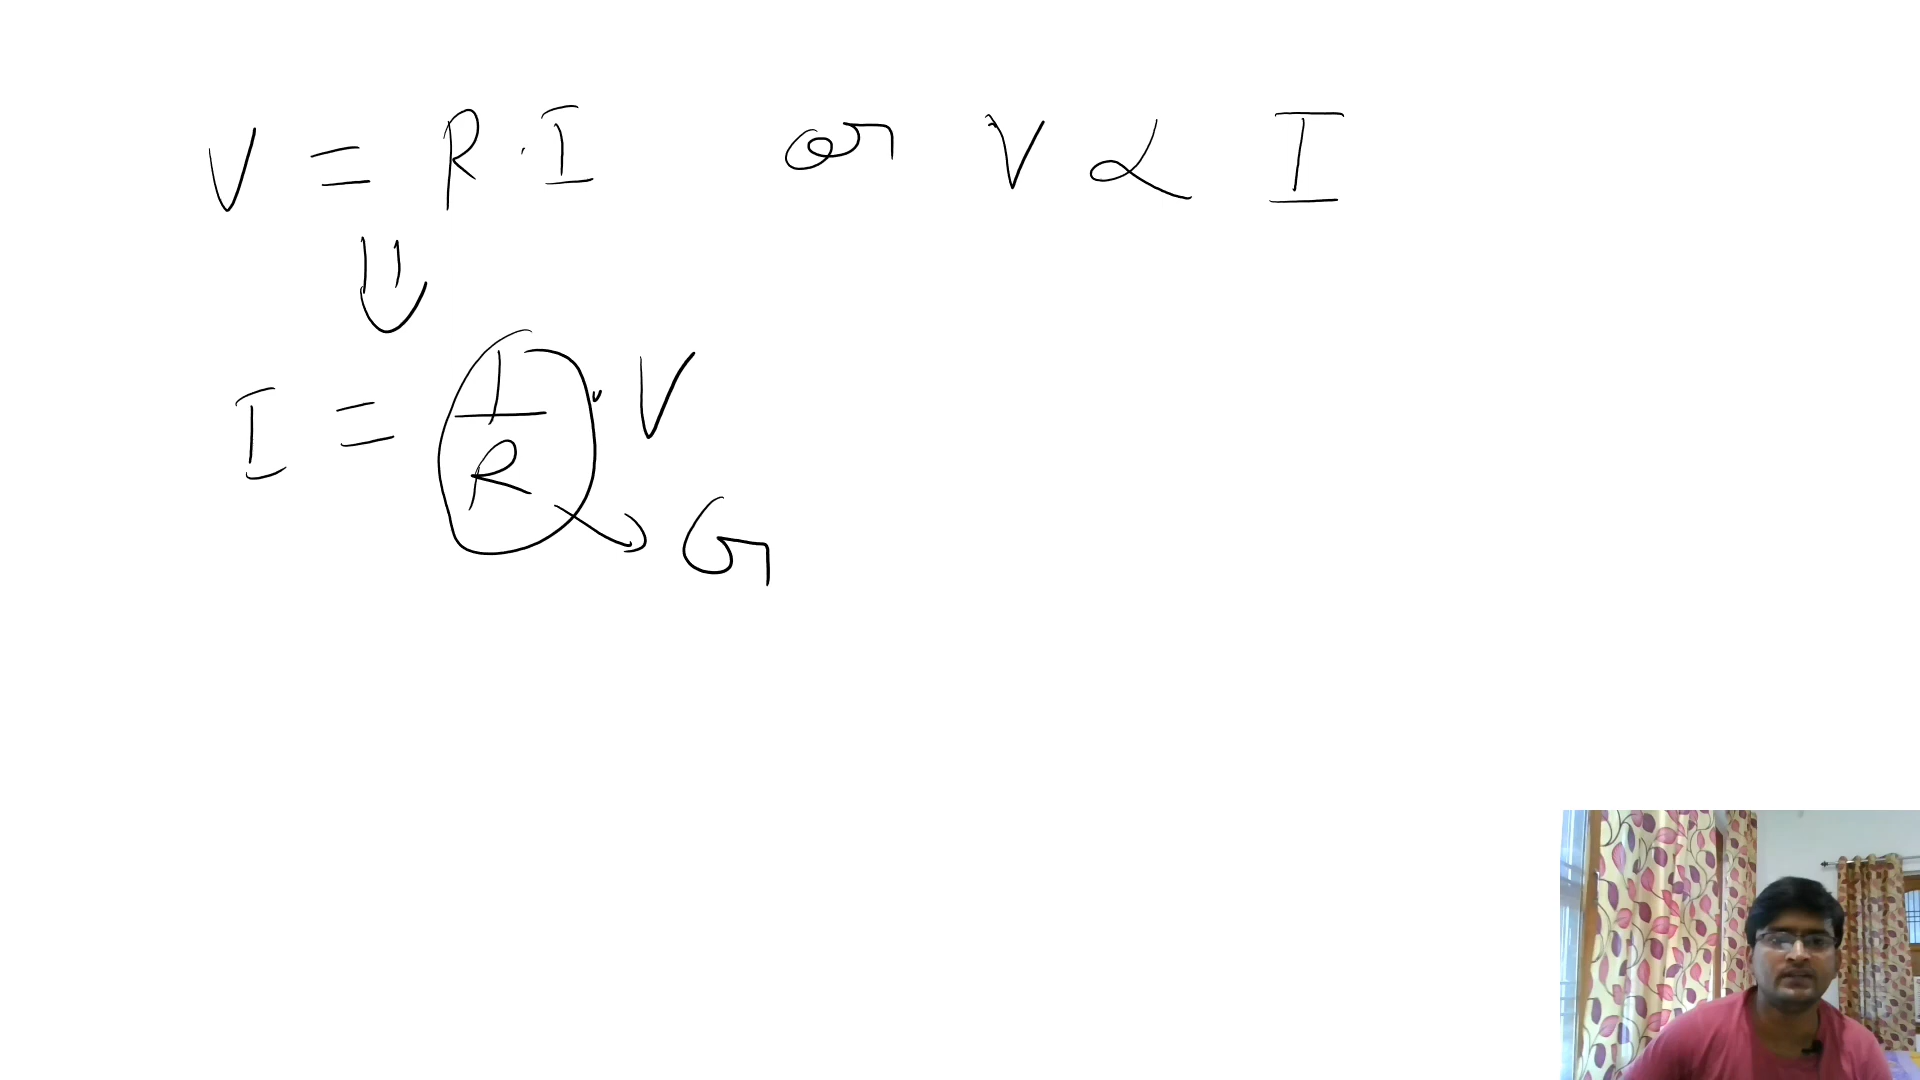 V = R · I or V ∝ I
⇓
I = 1/R · V
→ G